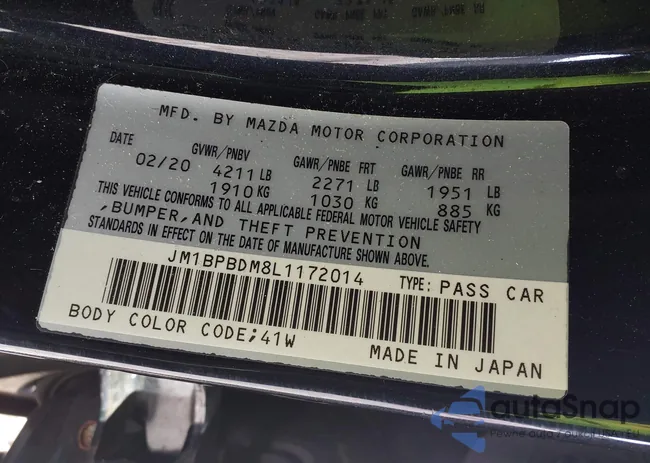 MFD. BY MAZDA MOTOR CORPORATION
DATE GVWR/PNBV GAWR/PNBE FRT GAWR/PNBE RR
02/20 4211 LB 2271 LB 1951 LB
1910 KG 1030 KG 885 KG
THIS VEHICLE CONFORMS TO ALL APPLICABLE FEDERAL MOTOR VEHICLE SAFETY
,BUMPER,AND THEFT PREVENTION
STANDARDS IN EFFECT ON THE DATE OF MANUFACTURE SHOWN ABOVE.
JM1BPBDM8L1172014 TYPE: PASS CAR
BODY COLOR CODE;41W
MADE IN JAPAN
autoSnap